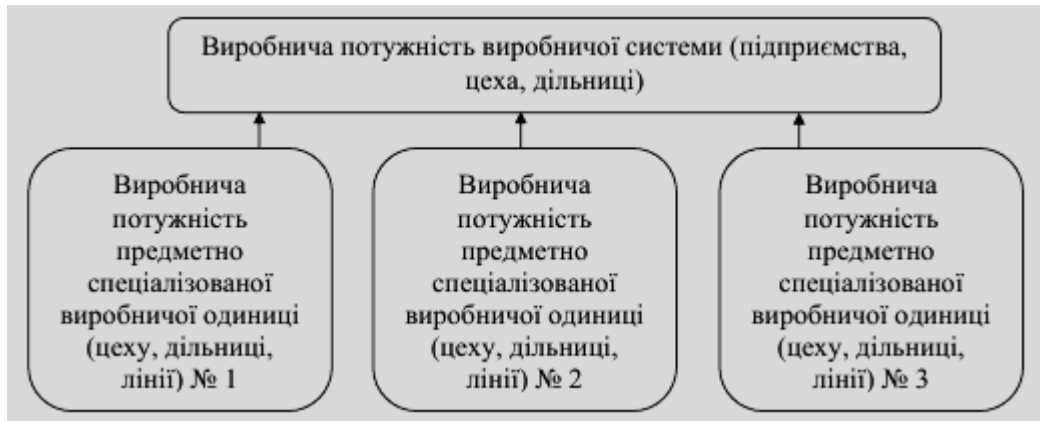 Виробнича потужність виробничої системи (підприємства,
цеха, дільниці)
Виробнича
потужність
предметно
спеціалізованої
виробничої одиниці
(цеху, дільниці,
лінії) № 1
Виробнича
потужність
предметно
спеціалізованої
виробничої одиниці
(цеху, дільниці,
лінії) № 2
Виробнича
потужність
предметно
спеціалізованої
виробничої одиниці
(цеху, дільниці,
лінії) № 3